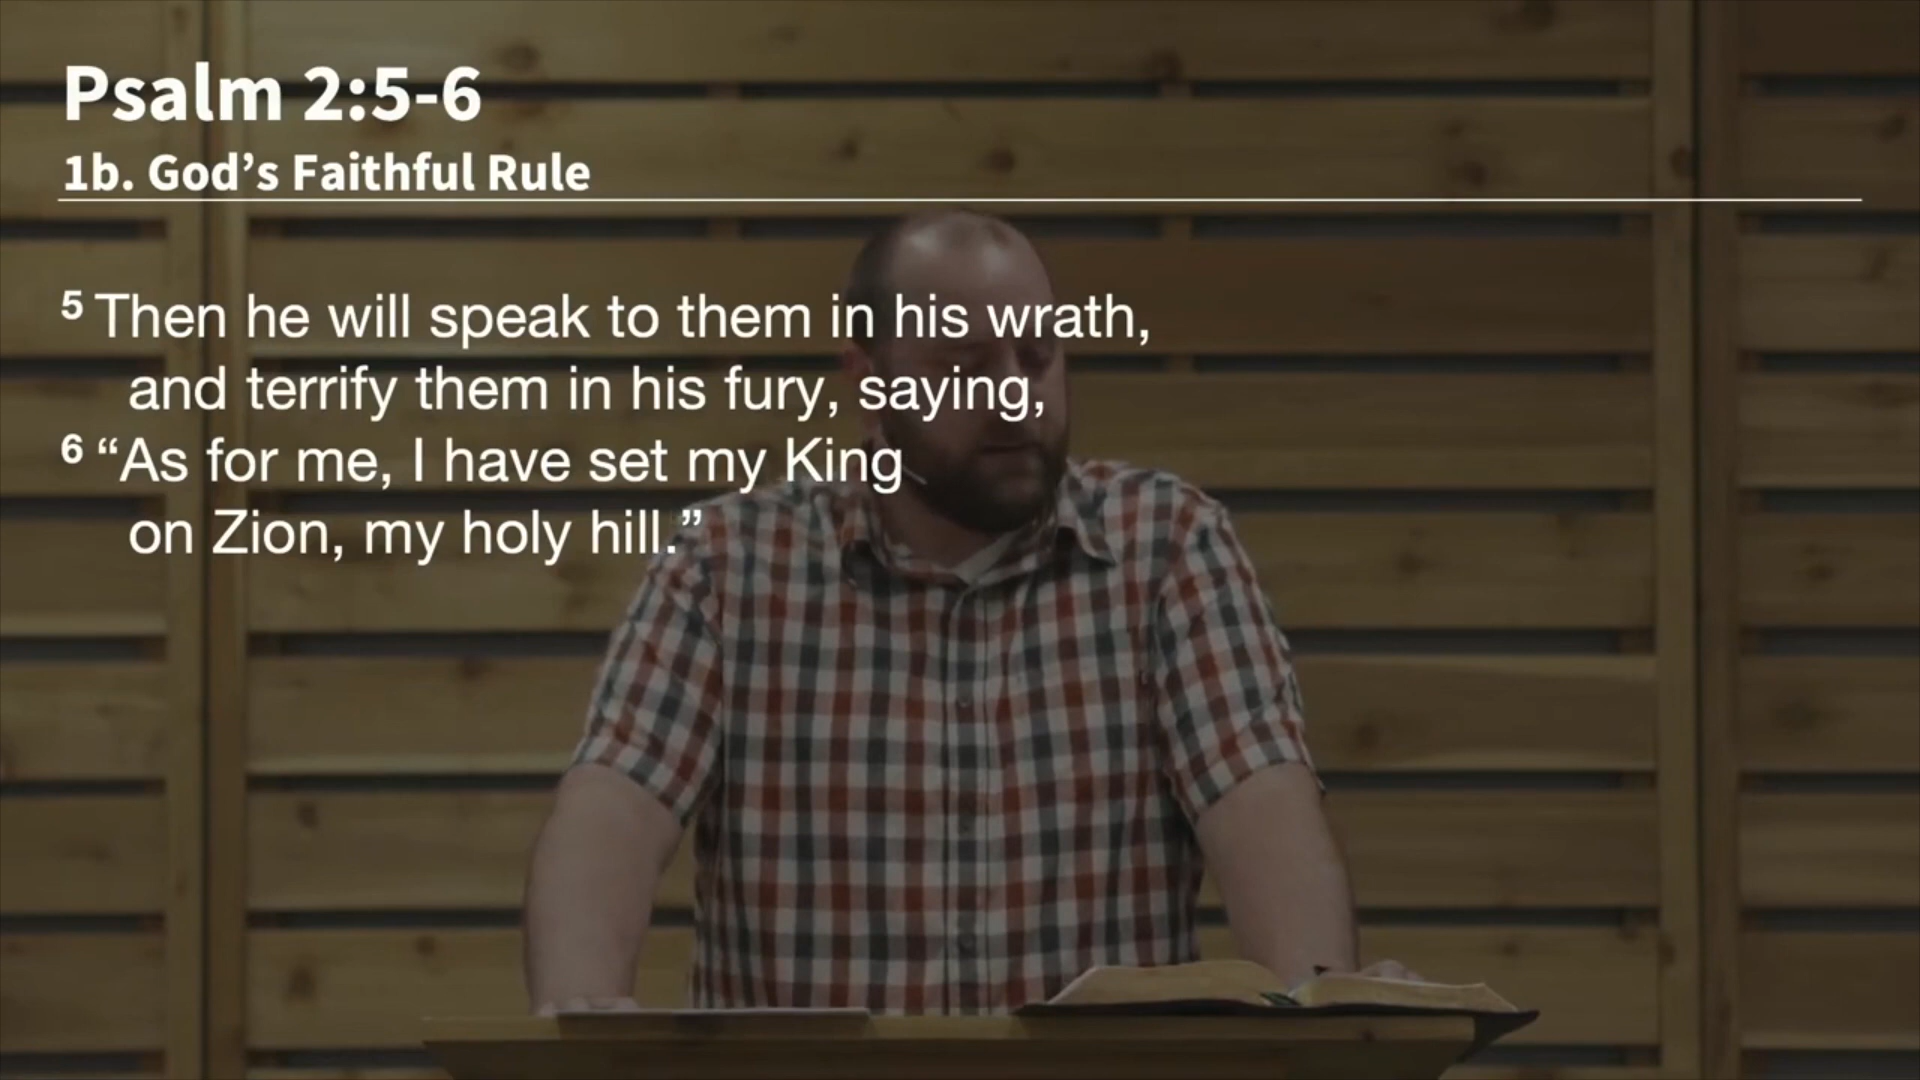 Psalm 2:5-6
1b. God’s Faithful Rule
5 Then he will speak to them in his wrath,
and terrify them in his fury, saying,
6 “As for me, I have set my King
on Zion, my holy hill.”